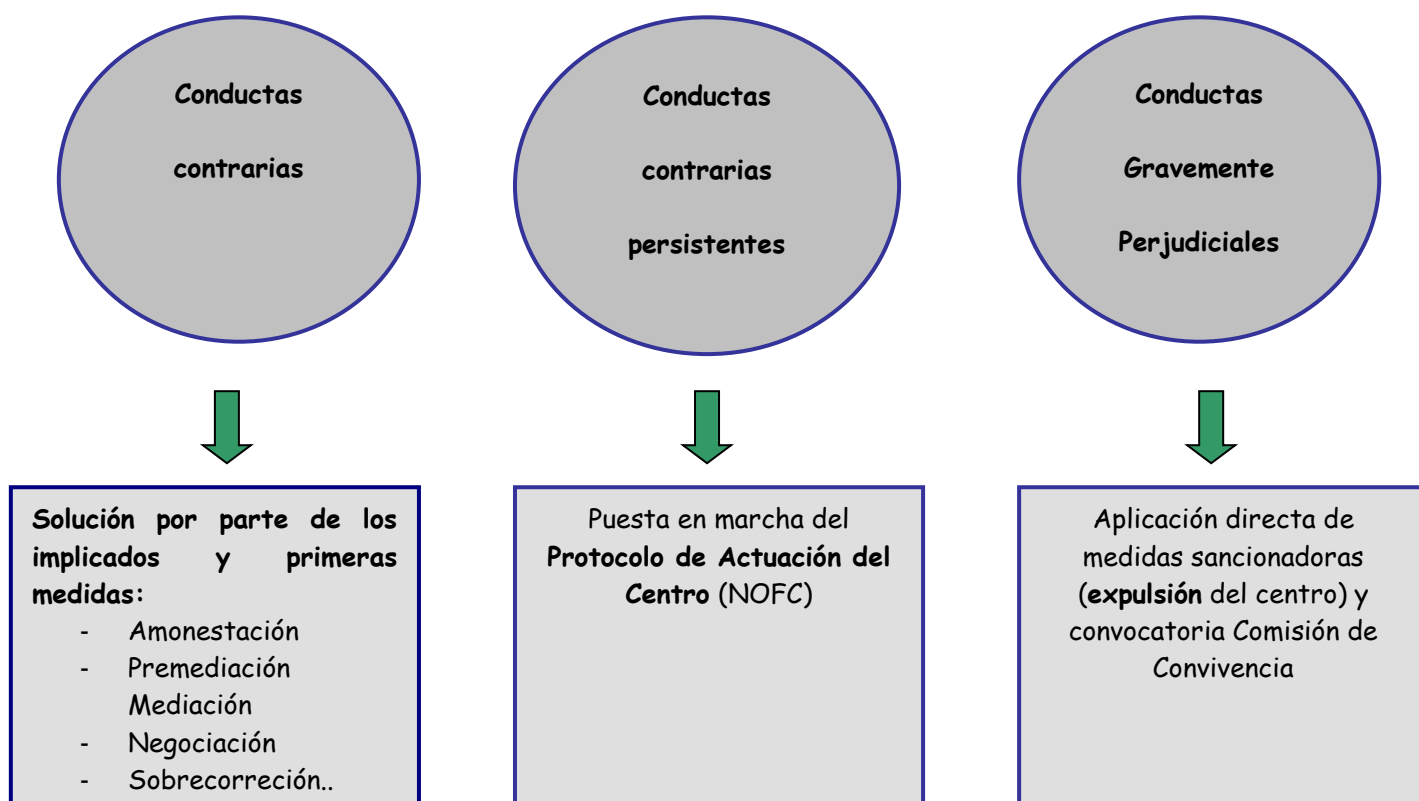 Conductas
contrarias
Conductas
contrarias
persistentes
Conductas
Gravemente
Perjudiciales
Solución por parte de los
implicados y primeras
medidas:
- Amonestación
- Premediación
Mediación
- Negociación
- Sobrecorreción..
Puesta en marcha del
Protocolo de Actuación del
Centro (NOFC)
Aplicación directa de
medidas sancionadoras
(expulsión del centro) y
convocatoria Comisión de
Convivencia